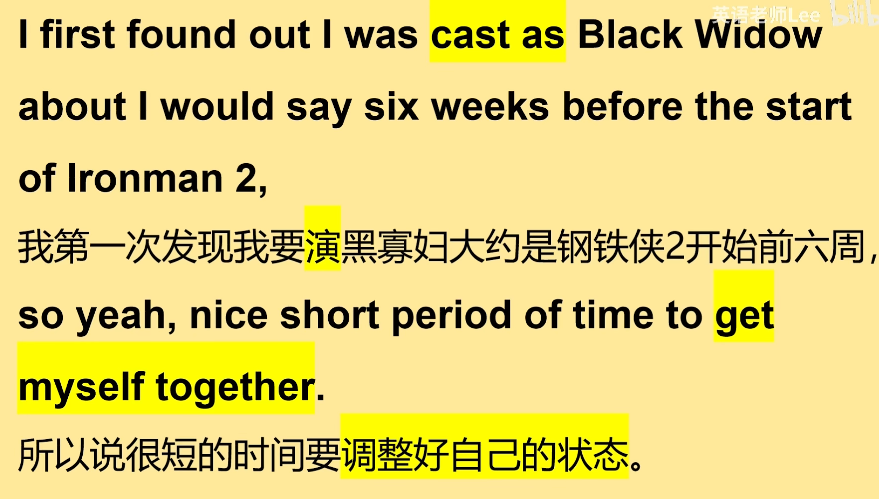 英语老师Lee
I first found out I was cast as Black Widow
about I would say six weeks before the start
of Ironman 2,
我第一次发现我要演黑寡妇大约是钢铁侠2开始前六周，
so yeah, nice short period of time to get
myself together.
所以说很短的时间要调整好自己的状态。